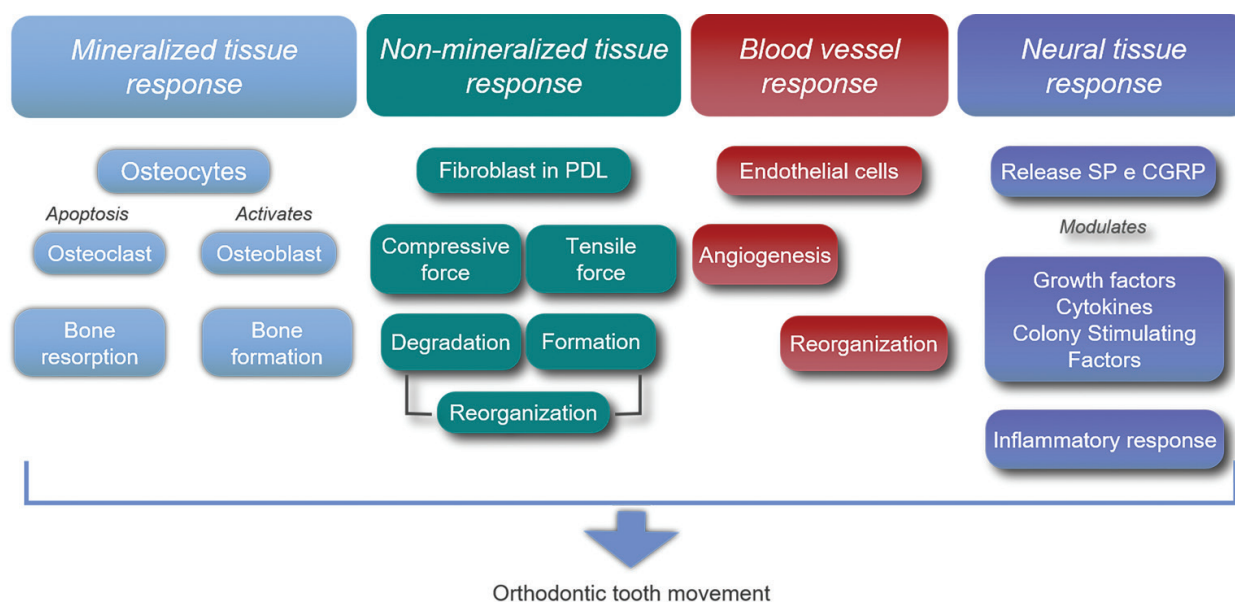 Mineralized tissue
response
Non-mineralized tissue
response
Blood vessel
response
Neural tissue
response
Osteocytes
Apoptosis
Activates
Osteoclast
Osteoblast
Bone
resorption
Bone
formation
Fibroblast in PDL
Compressive
force
Tensile
force
Degradation
Formation
Reorganization
Endothelial cells
Angiogenesis
Reorganization
Release SP e CGRP
Modulates
Growth factors
Cytokines
Colony Stimulating
Factors
Inflammatory response
Orthodontic tooth movement